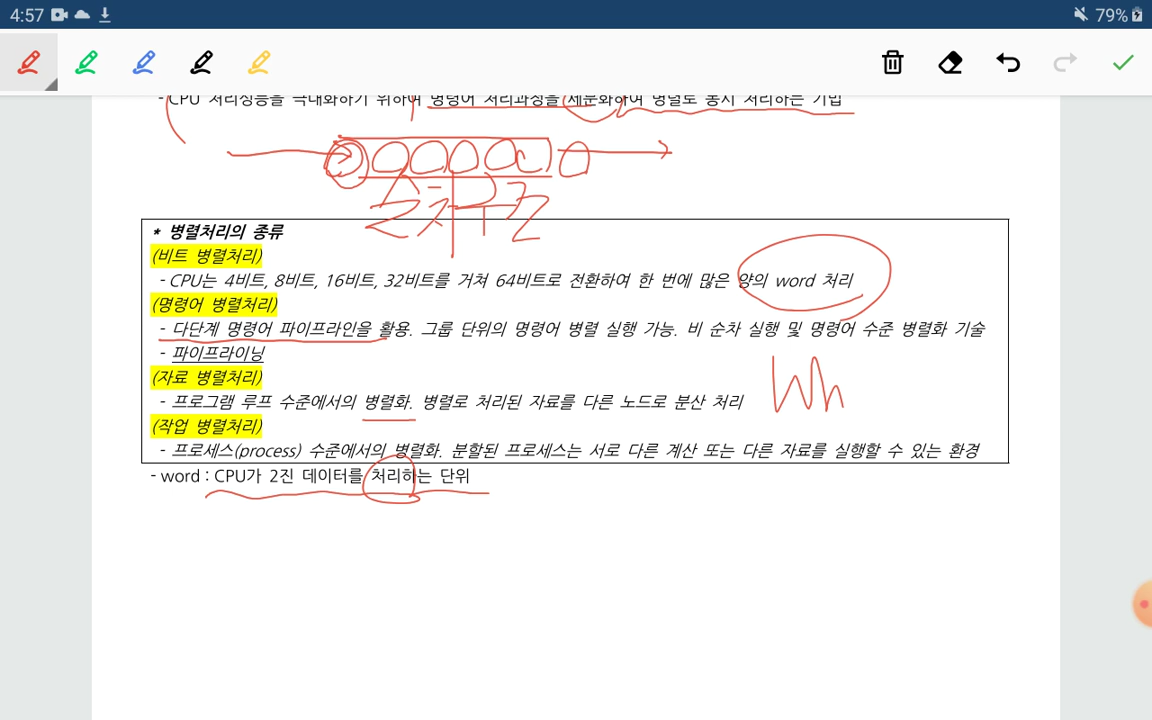 4:57
79%
- CPU 처리성능을 극대화하기 위하여 명령어 처리과정을 세분화하여 병렬로 동시 처리하는 기법
* 병렬처리의 종류
(비트 병렬처리)
- CPU는 4비트, 8비트, 16비트, 32비트를 거쳐 64비트로 전환하여 한 번에 많은 양의 word 처리
(명령어 병렬처리)
- 다단계 명령어 파이프라인을 활용. 그룹 단위의 명령어 병렬 실행 가능. 비 순차 실행 및 명령어 수준 병렬화 기술
- 파이프라이닝
(자료 병렬처리)
- 프로그램 루프 수준에서의 병렬화. 병렬로 처리된 자료를 다른 노드로 분산 처리
(작업 병렬처리)
- 프로세스(process) 수준에서의 병렬화. 분할된 프로세스는 서로 다른 계산 또는 다른 자료를 실행할 수 있는 환경
- word : CPU가 2진 데이터를 처리하는 단위